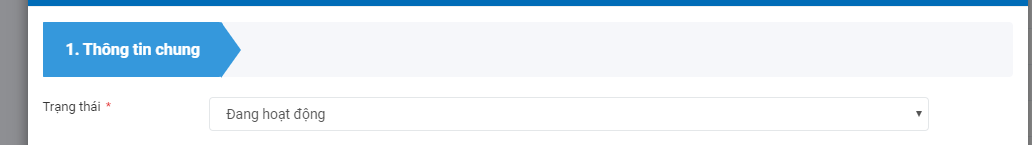 1. Thông tin chung
Trạng thái *
Đang hoạt động